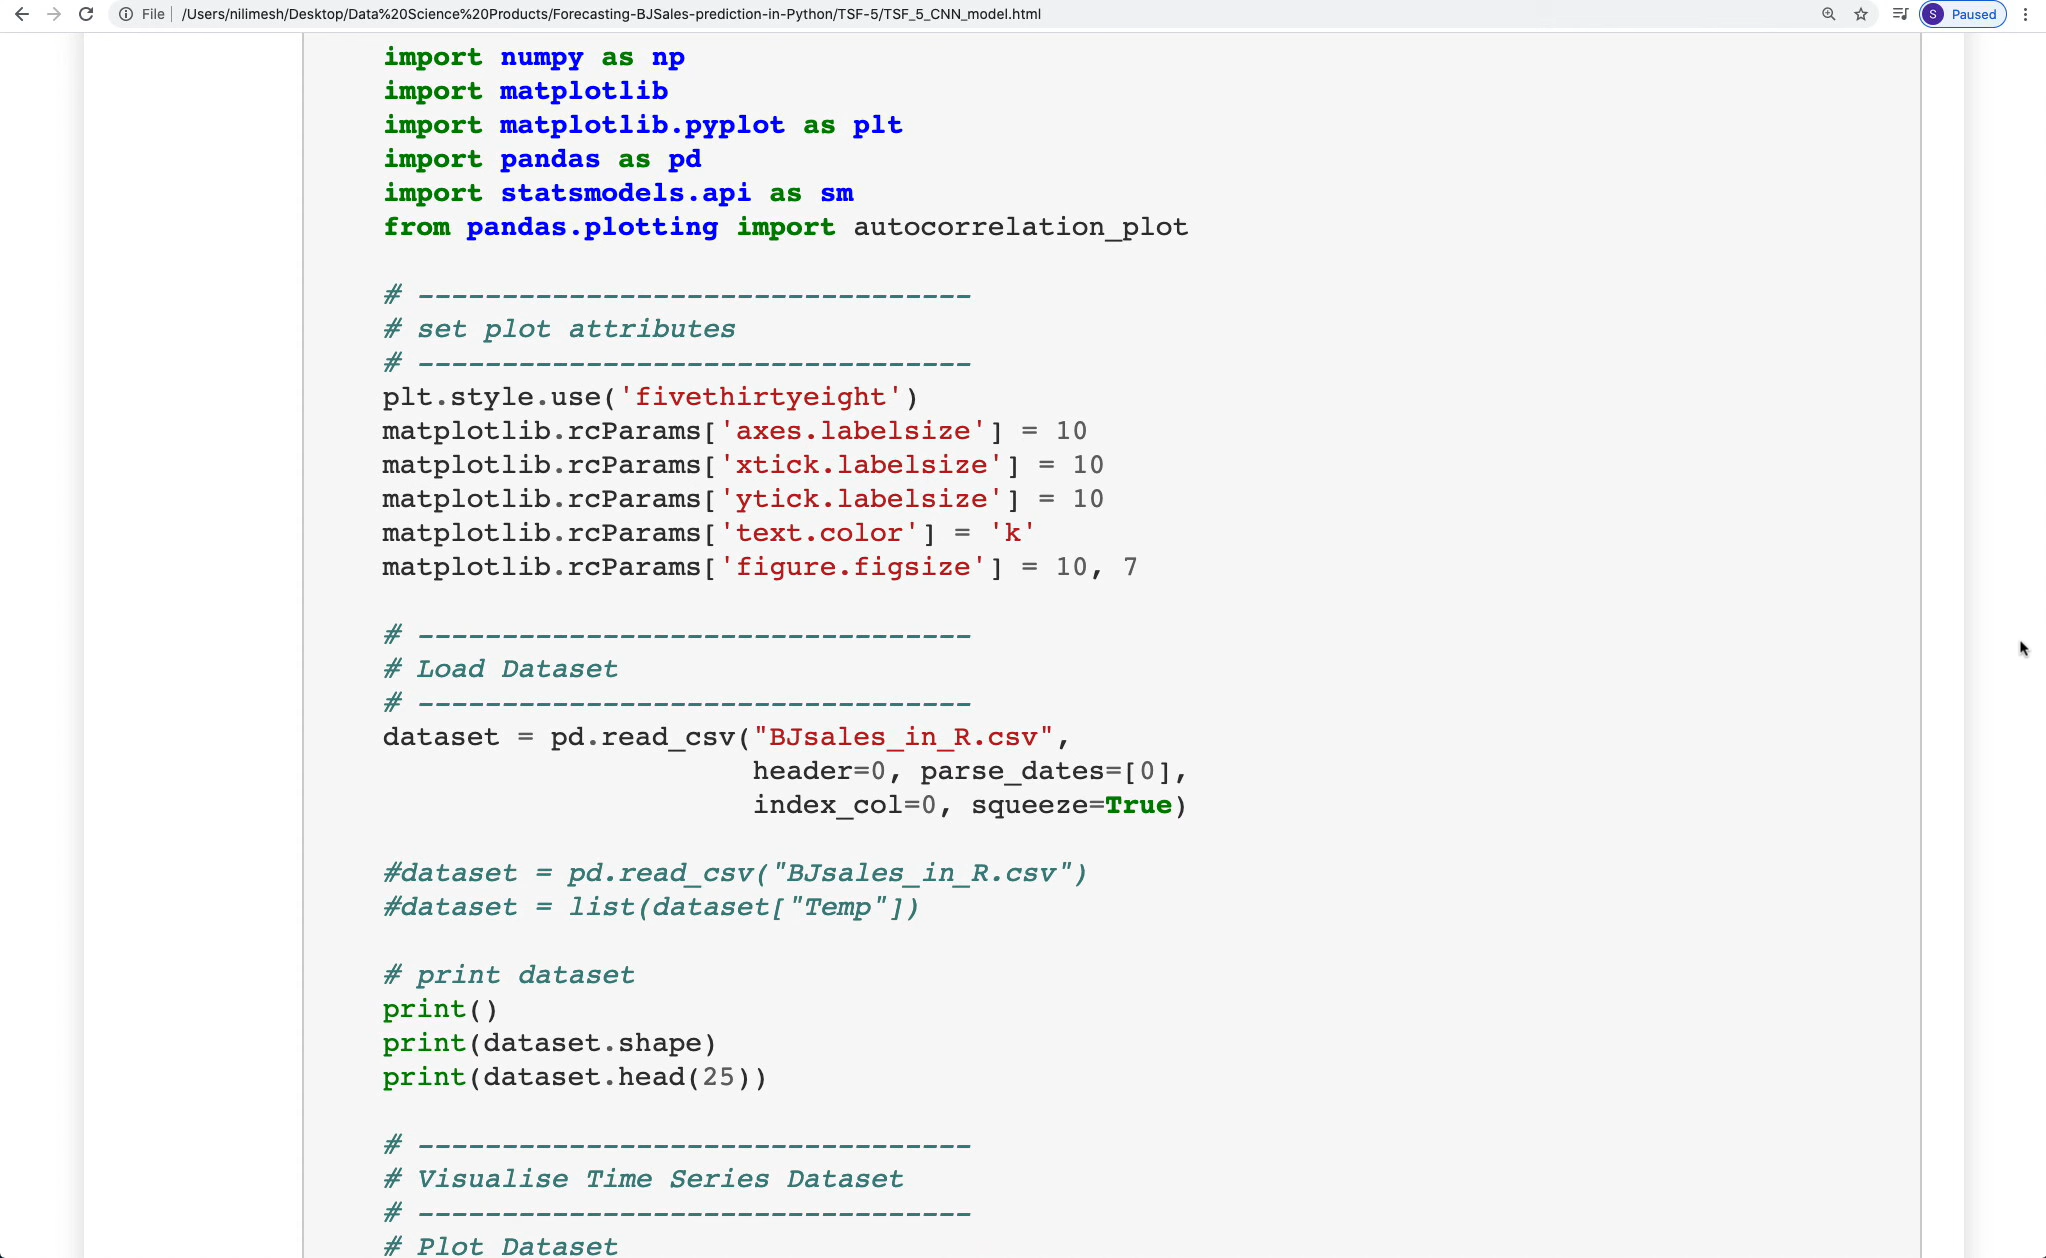 File /Users/nilimesh/Desktop/Data%20Science%20Products/Forecasting-BJSales-prediction-in-Python/TSF-5/TSF_5_CNN_model.html S Paused
import numpy as np
import matplotlib
import matplotlib.pyplot as plt
import pandas as pd
import statsmodels.api as sm
from pandas.plotting import autocorrelation_plot
# ---------------------------------
# set plot attributes
# ---------------------------------
plt.style.use('fivethirtyeight')
matplotlib.rcParams['axes.labelsize'] = 10
matplotlib.rcParams['xtick.labelsize'] = 10
matplotlib.rcParams['ytick.labelsize'] = 10
matplotlib.rcParams['text.color'] = 'k'
matplotlib.rcParams['figure.figsize'] = 10, 7
# ---------------------------------
# Load Dataset
# ---------------------------------
dataset = pd.read_csv("BJsales_in_R.csv",
header=0, parse_dates=[0],
index_col=0, squeeze=True)
#dataset = pd.read_csv("BJsales_in_R.csv")
#dataset = list(dataset["Temp"])
# print dataset
print()
print(dataset.shape)
print(dataset.head(25))
# ---------------------------------
# Visualise Time Series Dataset
# ---------------------------------
# Plot Dataset